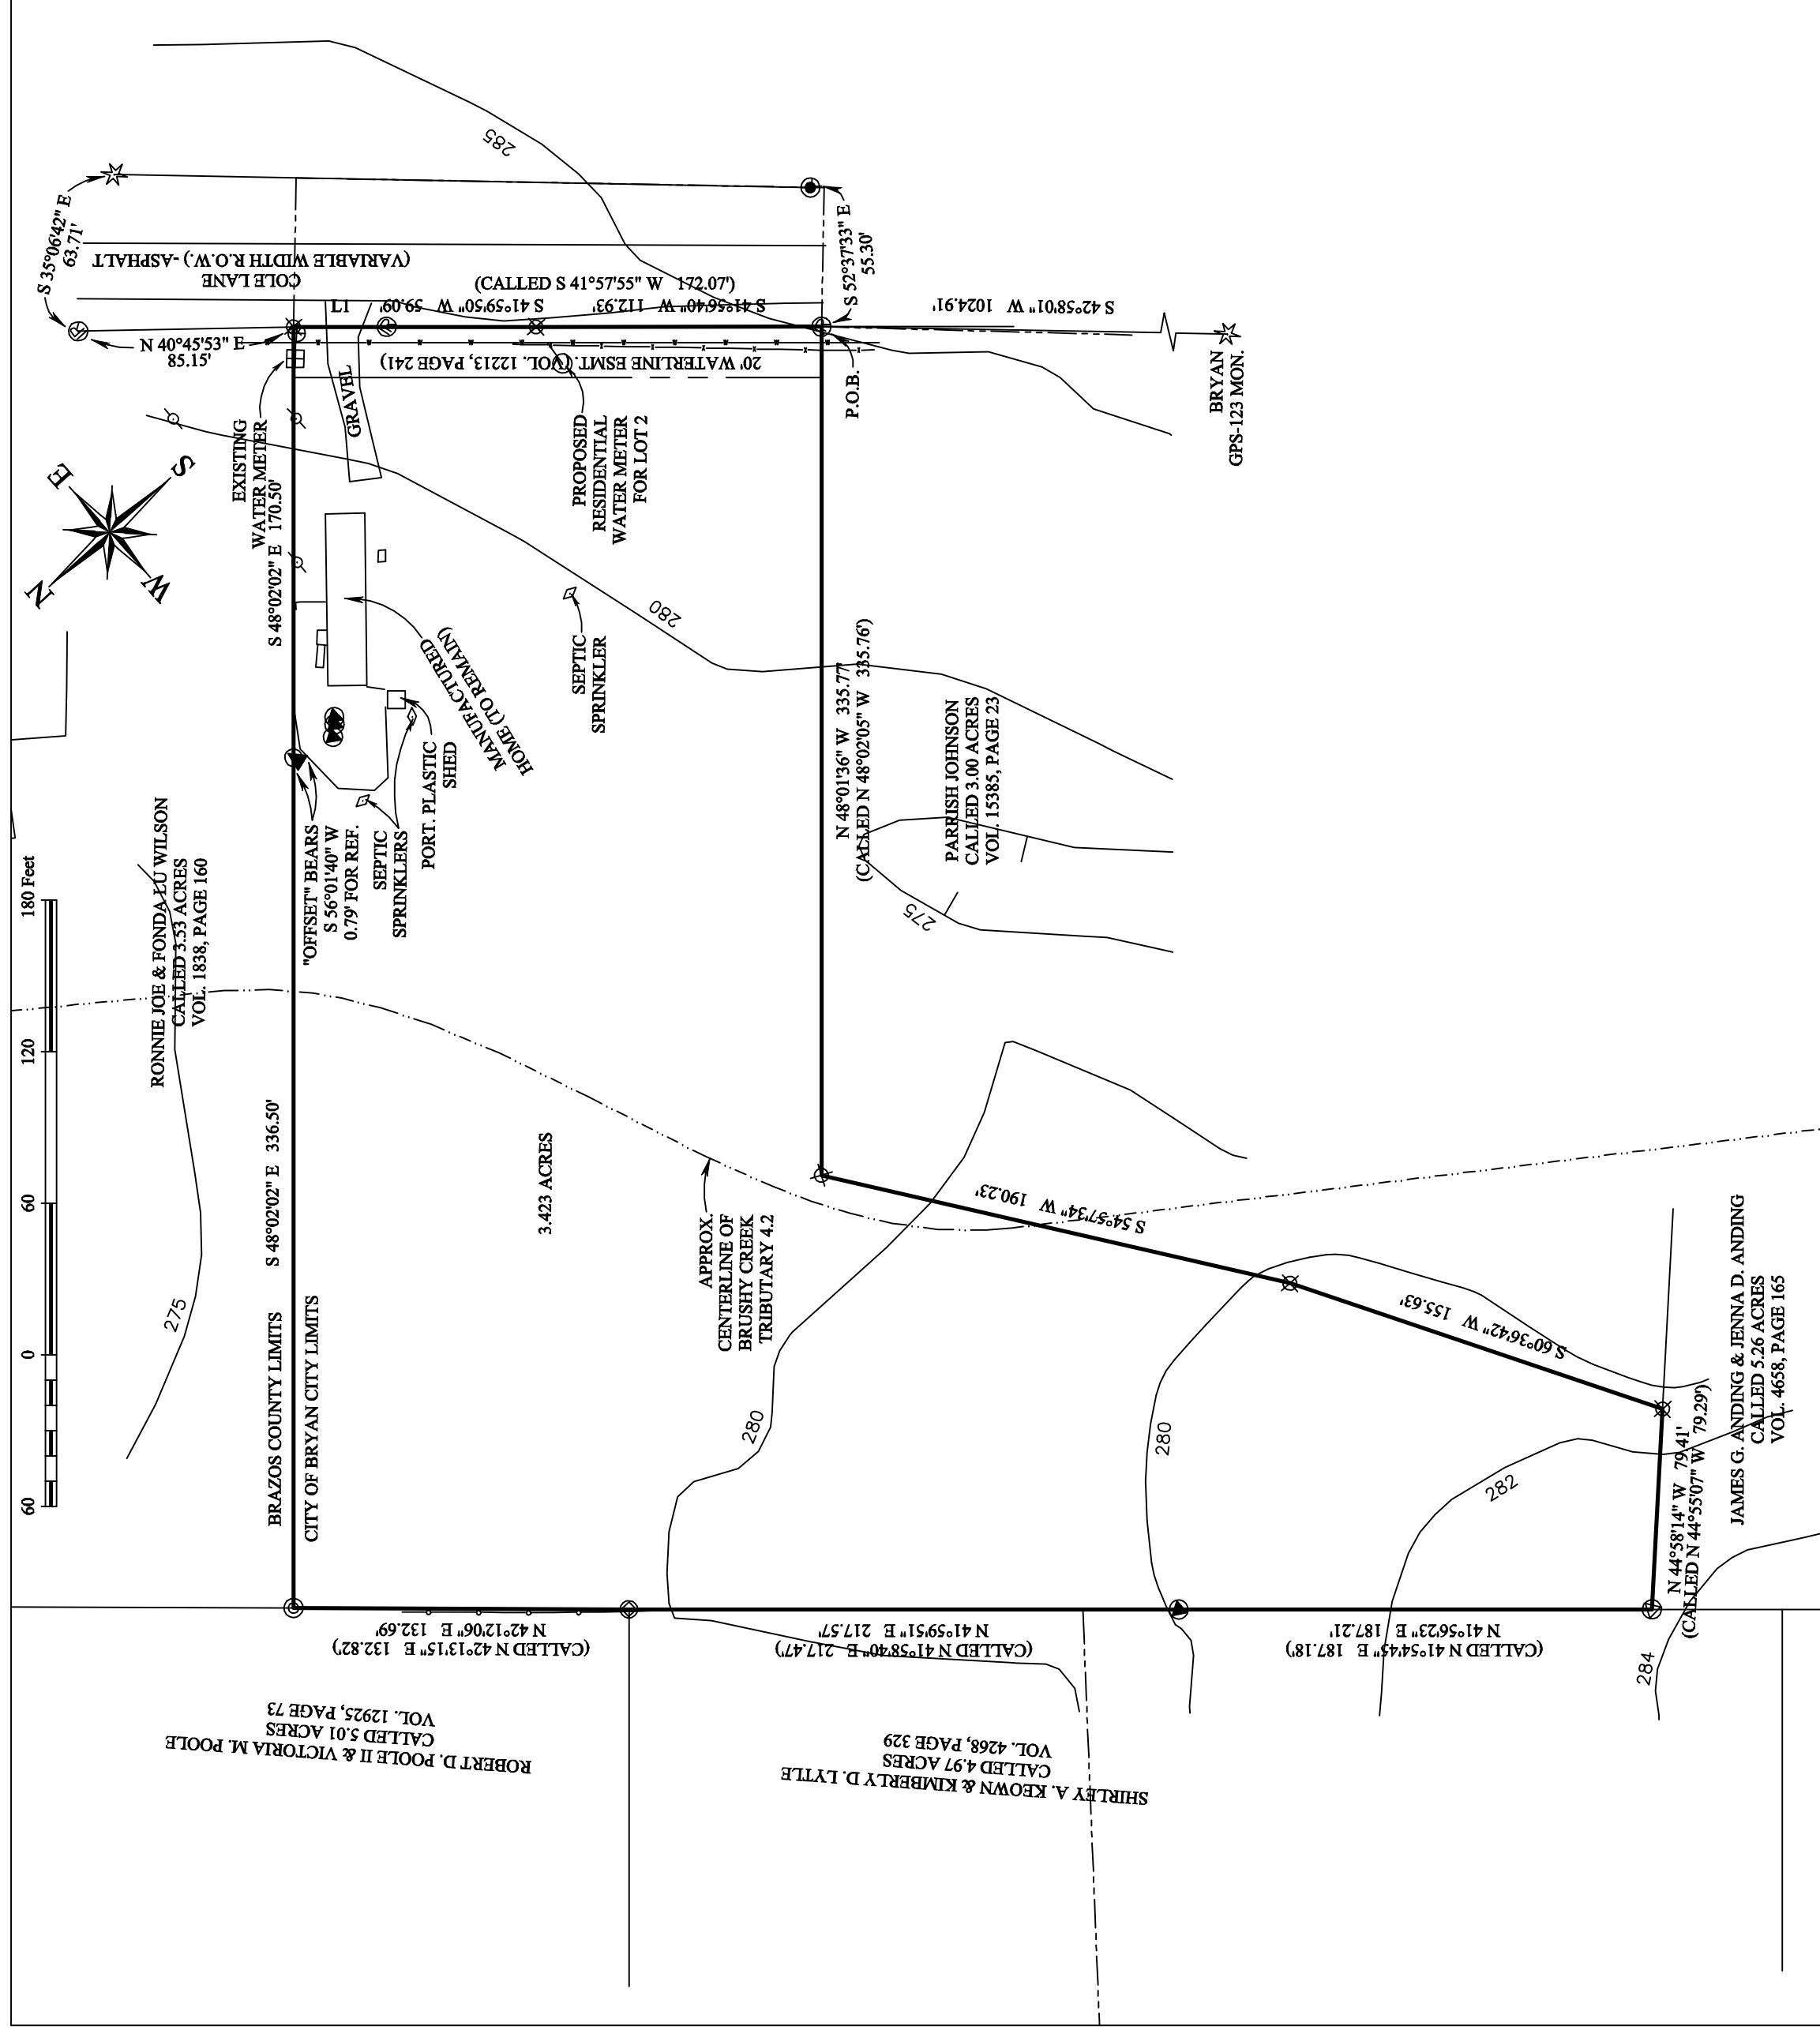 285
S 35°06'42" E
63.71'
COLE LANE
(VARIABLE WIDTH R.O.W.) -ASPHALT
(CALLED S 41°57'55" W 172.07')
L1
S 41°59'50" W 59.09'
S 41°56'40" W 112.93'
S 52°37'33" E
55.30'
S 42°58'01" W 1024.91'
N 40°45'53" E
85.15'
20' WATERLINE ESMT. (VOL. 12213, PAGE 241)
P.O.B.
BRYAN
GPS-123 MON.
EXISTING
WATER METER
GRAVEL
PROPOSED
RESIDENTIAL
WATER METER
FOR LOT 2
N
E
S
W
S 48°02'02" E 170.50'
280
MANUFACTURED
HOME (TO REMAIN)
SEPTIC
SPRINKLER
PORT. PLASTIC
SHED
SEPTIC
SPRINKLERS
"OFFSET" BEARS
S 56°01'40" W
0.79' FOR REF.
N 48°01'36" W 335.77'
(CALLED N 48°02'05" W 335.76')
PARRISH JOHNSON
CALLED 3.00 ACRES
VOL. 15385, PAGE 23
275
RONNIE JOE & FONDA LU WILSON
CALLED 3.53 ACRES
VOL. 1838, PAGE 160
60
0
60
120
180 Feet
S 48°02'02" E 336.50'
3.423 ACRES
APPROX.
CENTERLINE OF
BRUSHY CREEK
TRIBUTARY 4.2
S 54°57'34" W 190.23'
275
BRAZOS COUNTY LIMITS
CITY OF BRYAN CITY LIMITS
S 60°36'42" W 155.63'
280
280
282
N 44°58'14" W 79.41'
(CALLED N 44°55'07" W 79.29')
JAMES G. ANDING & JENNA D. ANDING
CALLED 5.26 ACRES
VOL. 4658, PAGE 165
N 42°12'06" E 132.69'
(CALLED N 42°13'15" E 132.82')
N 41°59'51" E 217.57'
(CALLED N 41°58'40" E 217.47')
N 41°56'23" E 187.21'
(CALLED N 41°54'45" E 187.18')
284
ROBERT D. POOLE II & VICTORIA M. POOLE
CALLED 5.01 ACRES
VOL. 12925, PAGE 73
SHIRLEY A. KEOWN & KIMBERLY D. LYTLE
CALLED 4.97 ACRES
VOL. 4268, PAGE 329